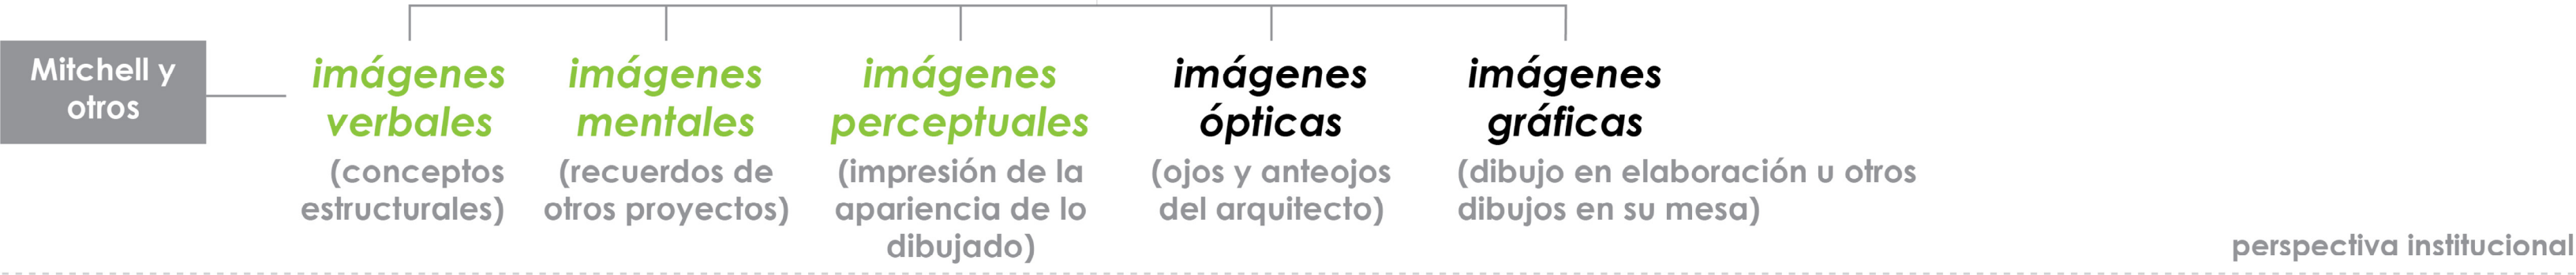 Mitchell y
otros
imágenes
verbales
(conceptos
estructurales)
imágenes
mentales
(recuerdos de
otros proyectos)
imágenes
perceptuales
(impresión de la
apariencia de lo
dibujado)
imágenes
ópticas
(ojos y anteojos
del arquitecto)
imágenes
gráficas
(dibujo en elaboración u otros
dibujos en su mesa)
perspectiva institucional